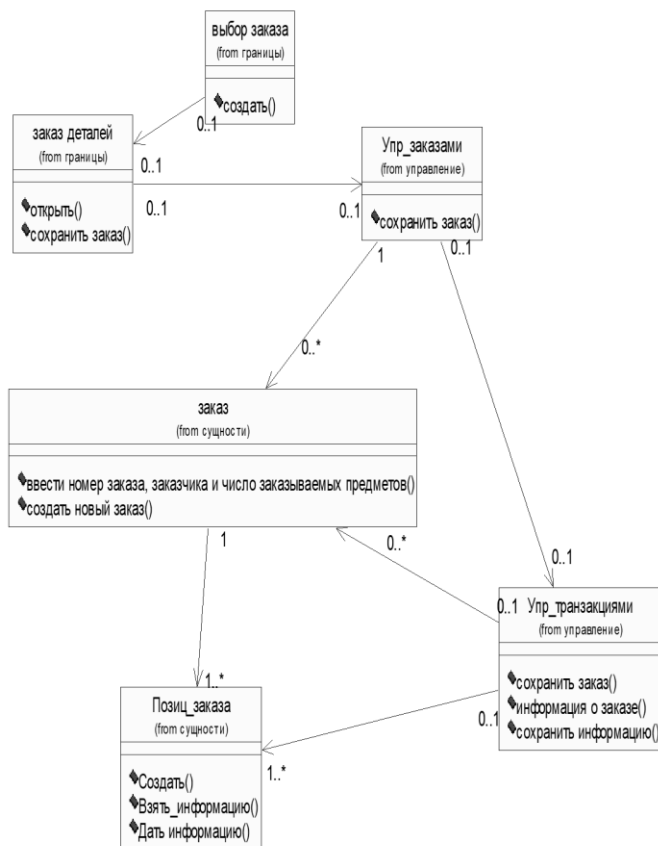 выбор заказа
(from границы)
создать()
0..1
заказ деталей
(from границы)
0..1
открыть()
сохранить заказ()
0..1
Упр_заказами
(from управление)
0..1
сохранить заказ()
1
0..1
0..*
заказ
(from сущности)
ввести номер заказа, заказчика и число заказываемых предметов()
создать новый заказ()
1
0..*
0..1
0..1
Упр_транзакциями
(from управление)
сохранить заказ()
информация о заказе()
сохранить информацию()
0..1
1..*
Позиц_заказа
(from сущности)
1..*
Создать()
Взять_информацию()
Дать информацию()